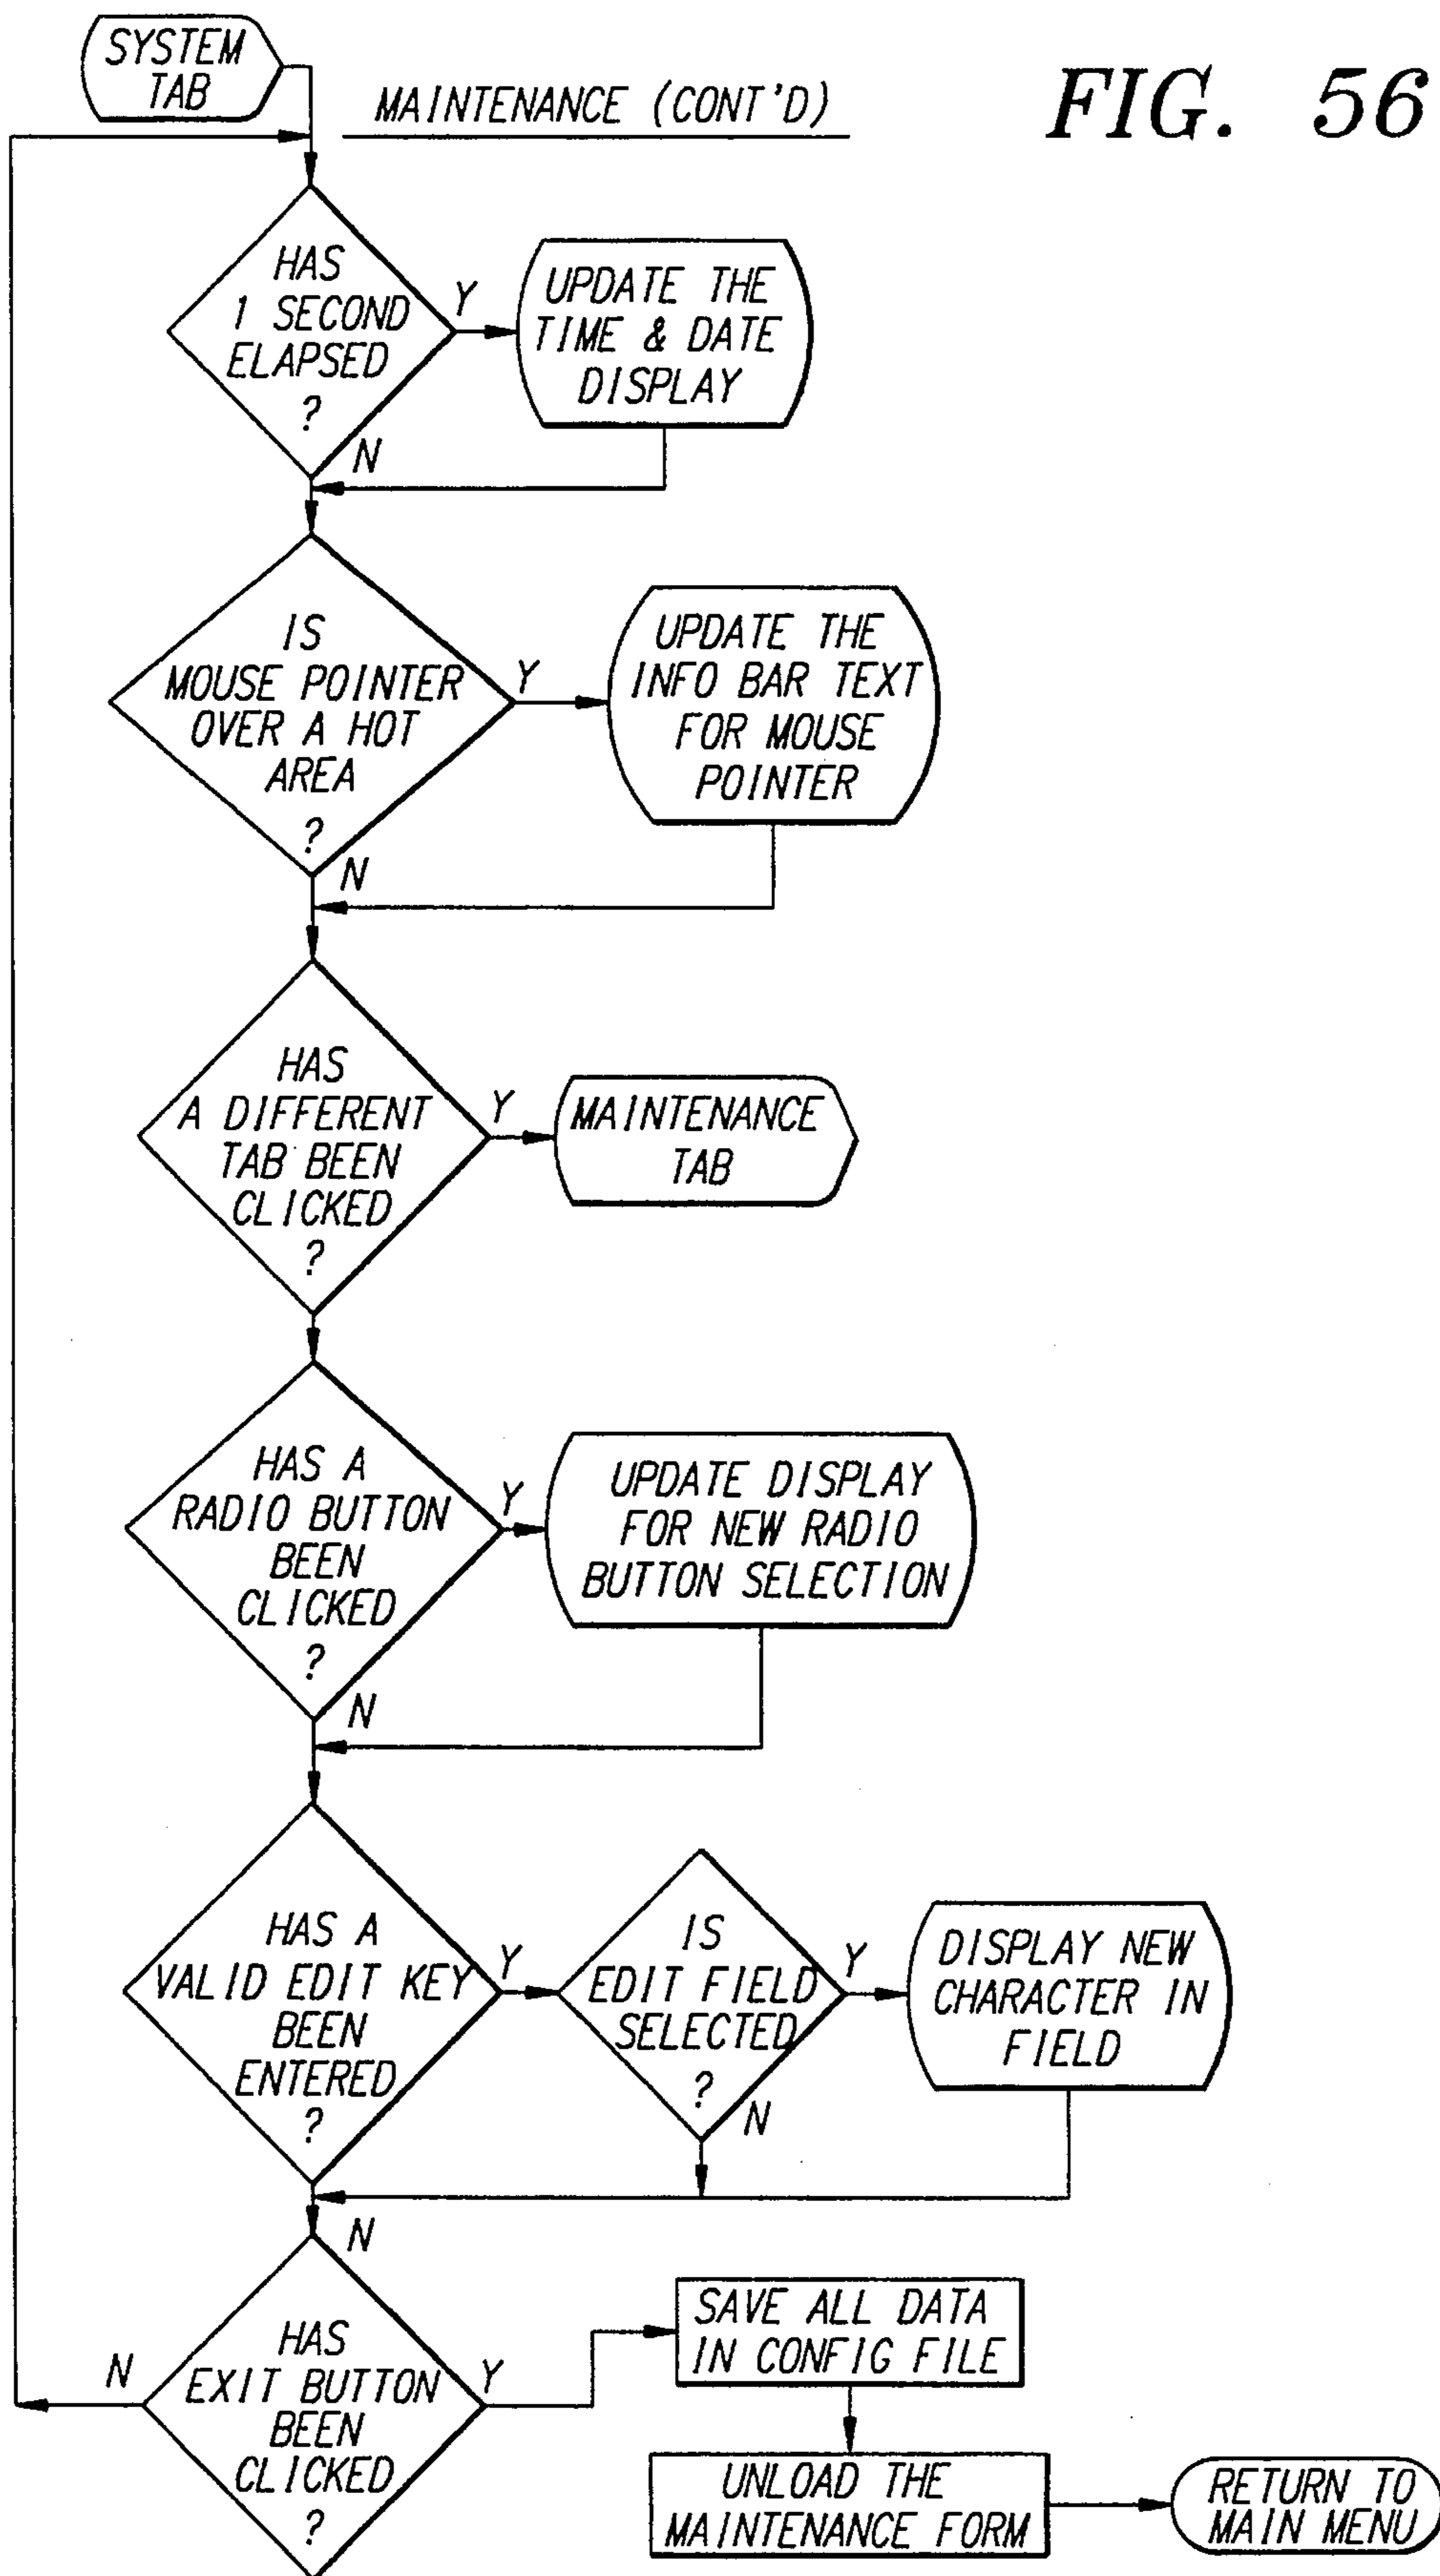 SYSTEM
TAB
MAINTENANCE (CONT'D)
FIG. 56
HAS
1 SECOND
ELAPSED
?
Y
N
UPDATE THE
TIME & DATE
DISPLAY
IS
MOUSE POINTER
OVER A HOT
AREA
?
Y
N
UPDATE THE
INFO BAR TEXT
FOR MOUSE
POINTER
HAS
A DIFFERENT
TAB BEEN
CLICKED
?
Y
MAINTENANCE
TAB
HAS A
RADIO BUTTON
BEEN
CLICKED
?
Y
N
UPDATE DISPLAY
FOR NEW RADIO
BUTTON SELECTION
HAS A
VALID EDIT KEY
BEEN
ENTERED
?
Y
N
IS
EDIT FIELD
SELECTED
?
Y
N
DISPLAY NEW
CHARACTER IN
FIELD
HAS
EXIT BUTTON
BEEN
CLICKED
?
N
Y
SAVE ALL DATA
IN CONFIG FILE
UNLOAD THE
MAINTENANCE FORM
RETURN TO
MAIN MENU